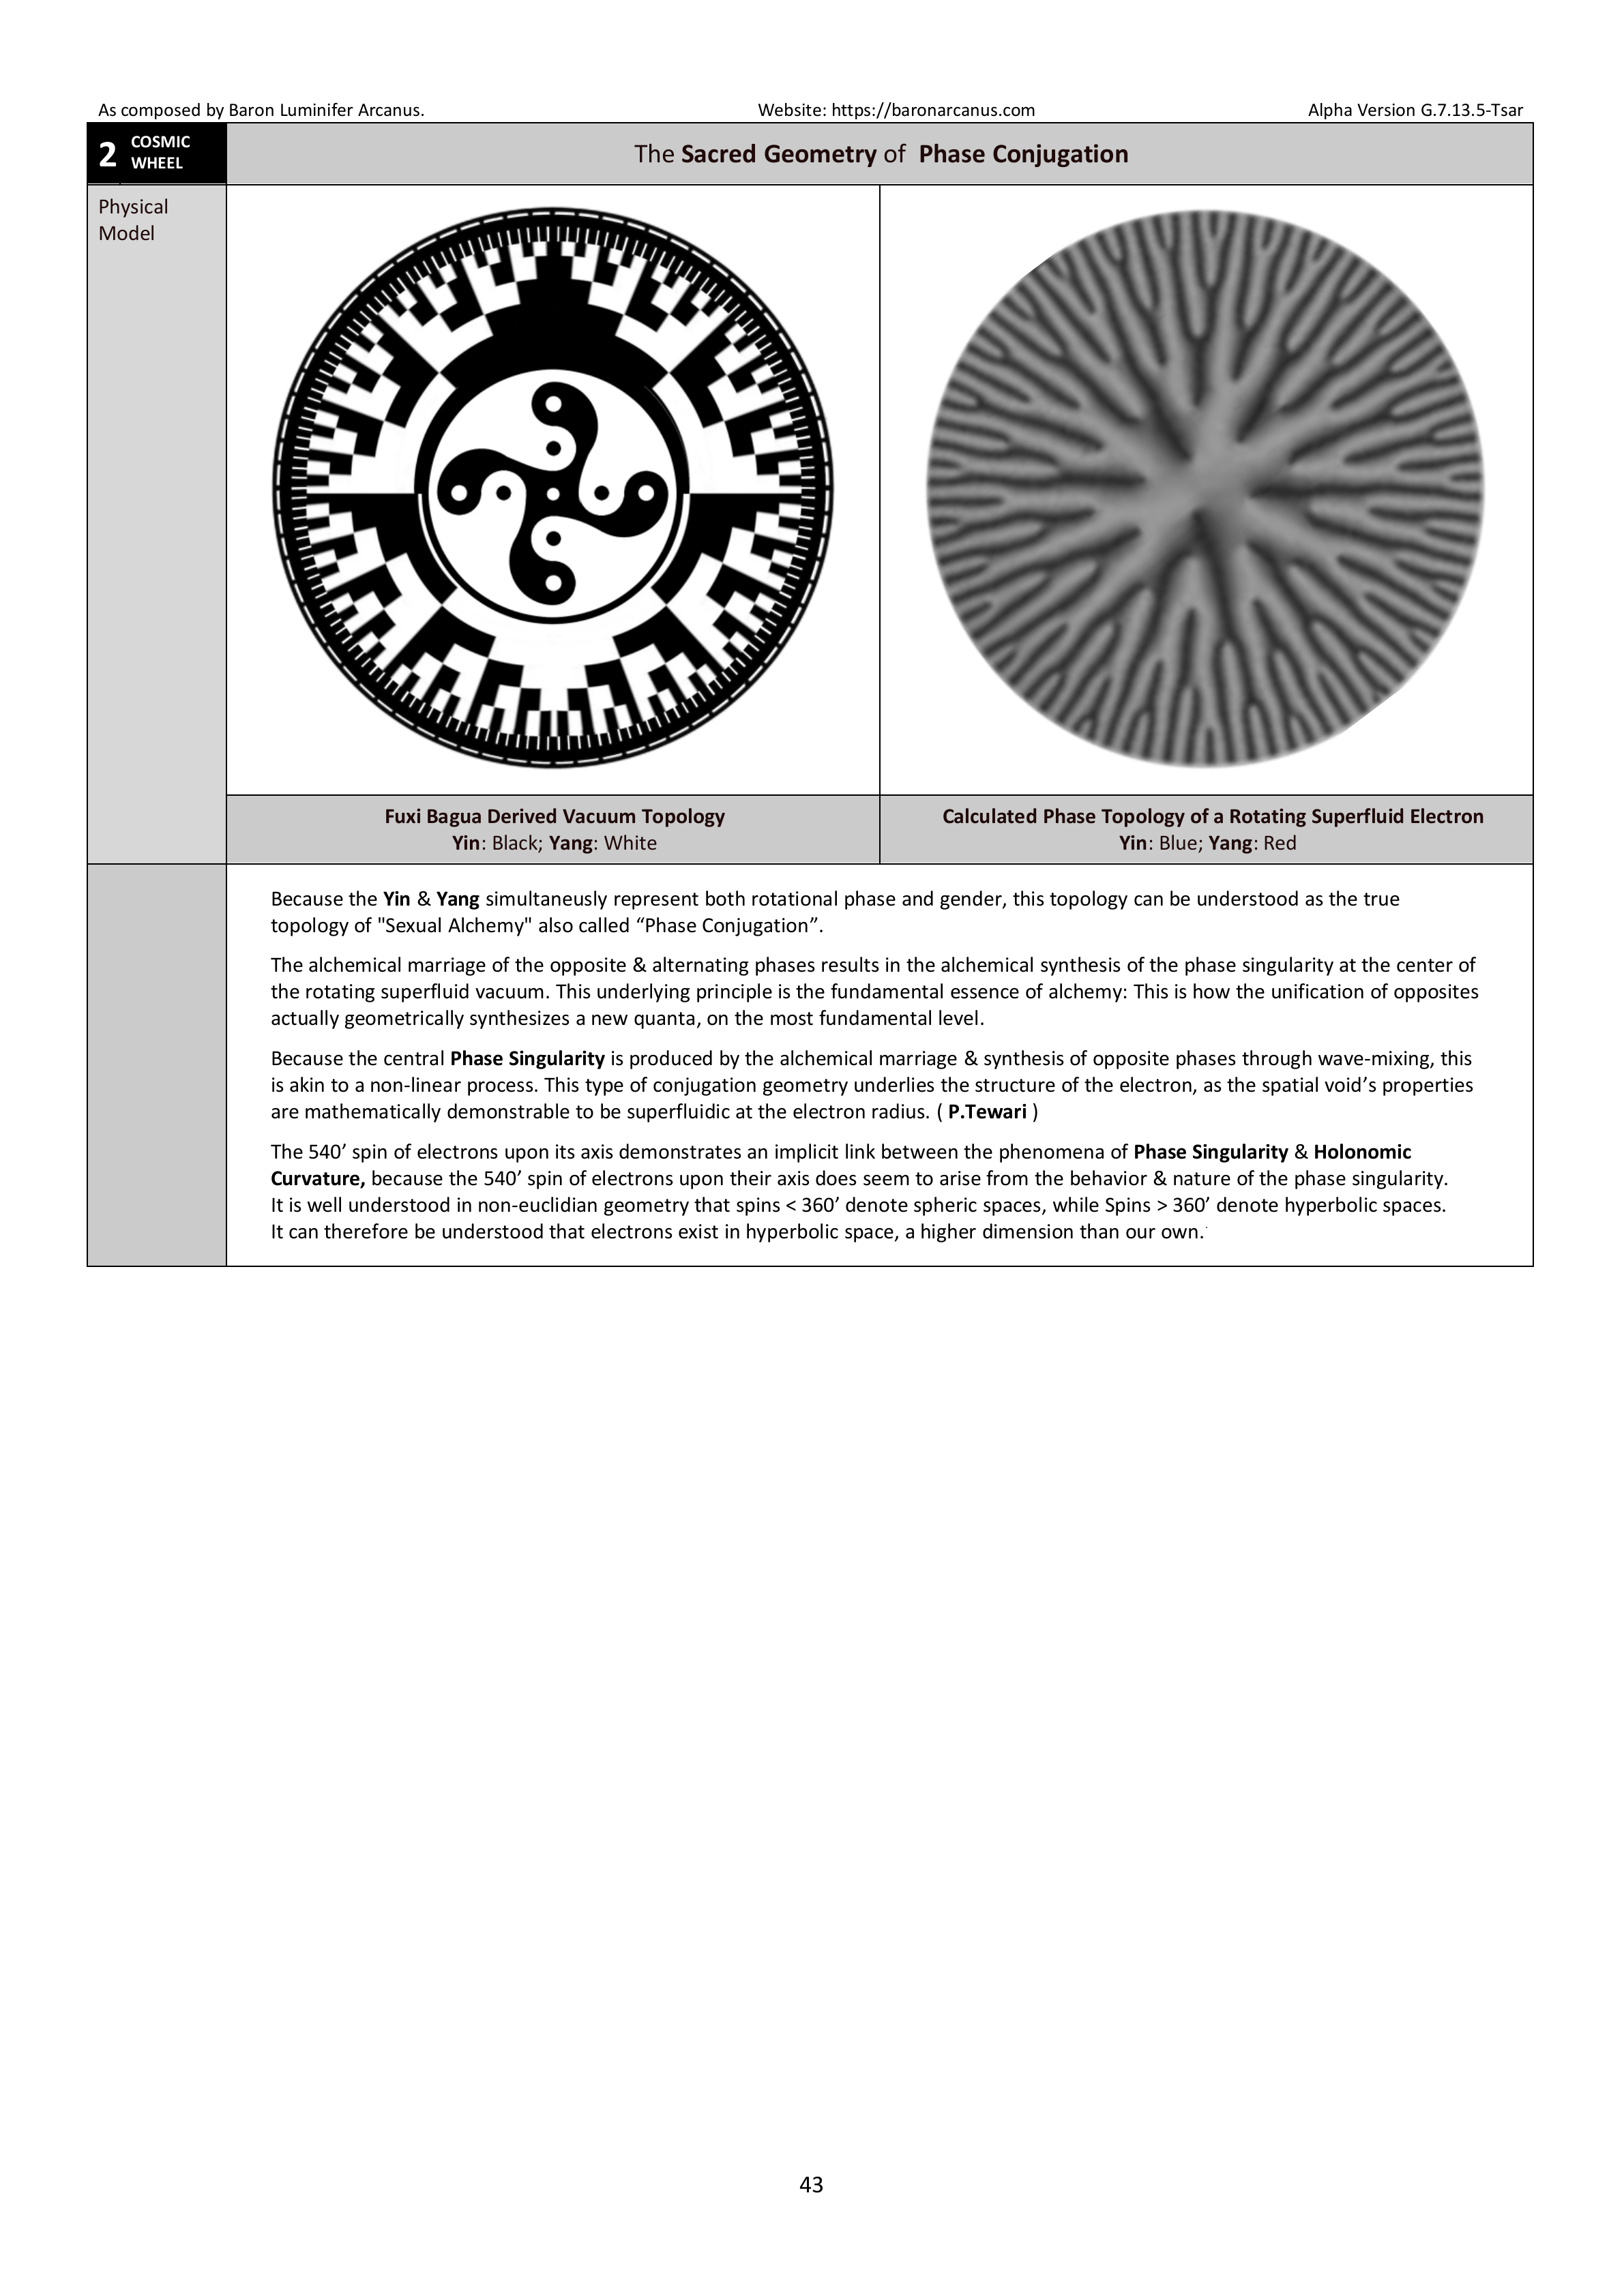 As composed by Baron Luminifer Arcanus. Website: https://baronarcanus.com Alpha Version G.7.13.5-Tsar
2 COSMIC WHEEL
The Sacred Geometry of Phase Conjugation
Physical
Model
Fuxi Bagua Derived Vacuum Topology
Yin: Black; Yang: White
Calculated Phase Topology of a Rotating Superfluid Electron
Yin: Blue; Yang: Red
Because the Yin & Yang simultaneusly represent both rotational phase and gender, this topology can be understood as the true
topology of "Sexual Alchemy" also called “Phase Conjugation”.
The alchemical marriage of the opposite & alternating phases results in the alchemical synthesis of the phase singularity at the center of
the rotating superfluid vacuum. This underlying principle is the fundamental essence of alchemy: This is how the unification of opposites
actually geometrically synthesizes a new quanta, on the most fundamental level.
Because the central Phase Singularity is produced by the alchemical marriage & synthesis of opposite phases through wave-mixing, this
is akin to a non-linear process. This type of conjugation geometry underlies the structure of the electron, as the spatial void’s properties
are mathematically demonstrable to be superfluidic at the electron radius. ( P.Tewari )
The 540’ spin of electrons upon its axis demonstrates an implicit link between the phenomena of Phase Singularity & Holonomic
Curvature, because the 540’ spin of electrons upon their axis does seem to arise from the behavior & nature of the phase singularity.
It is well understood in non-euclidian geometry that spins < 360’ denote spheric spaces, while Spins > 360’ denote hyperbolic spaces.
It can therefore be understood that electrons exist in hyperbolic space, a higher dimension than our own.
43